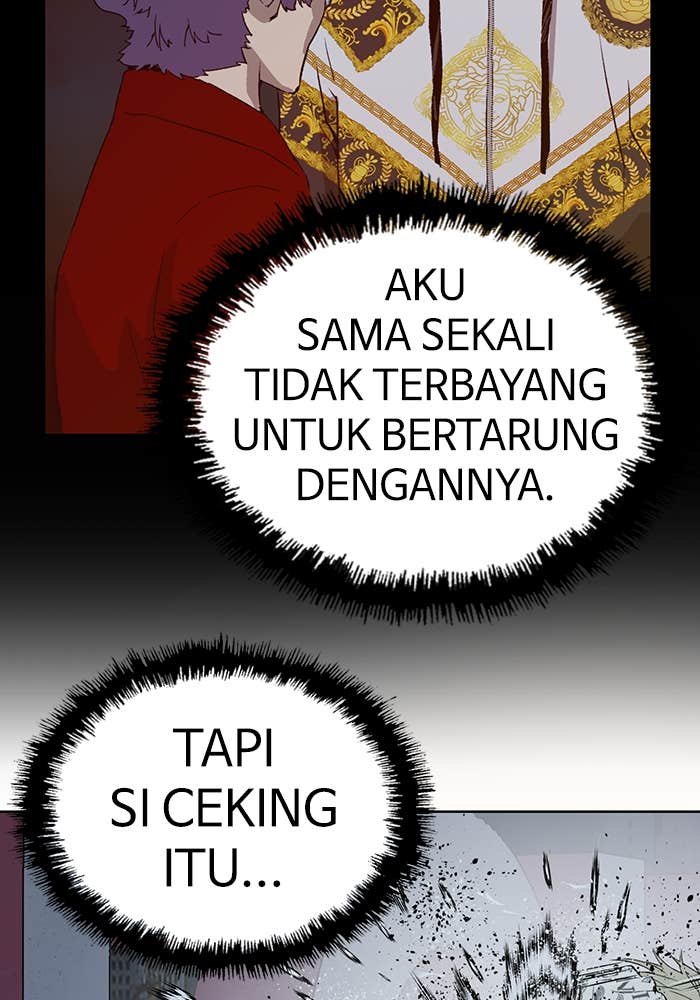 AKU
SAMA SEKALI
TIDAK TERBAYANG
UNTUK BERTARUNG
DENGANNYA.
TAPI
SI CEKING
ITU...